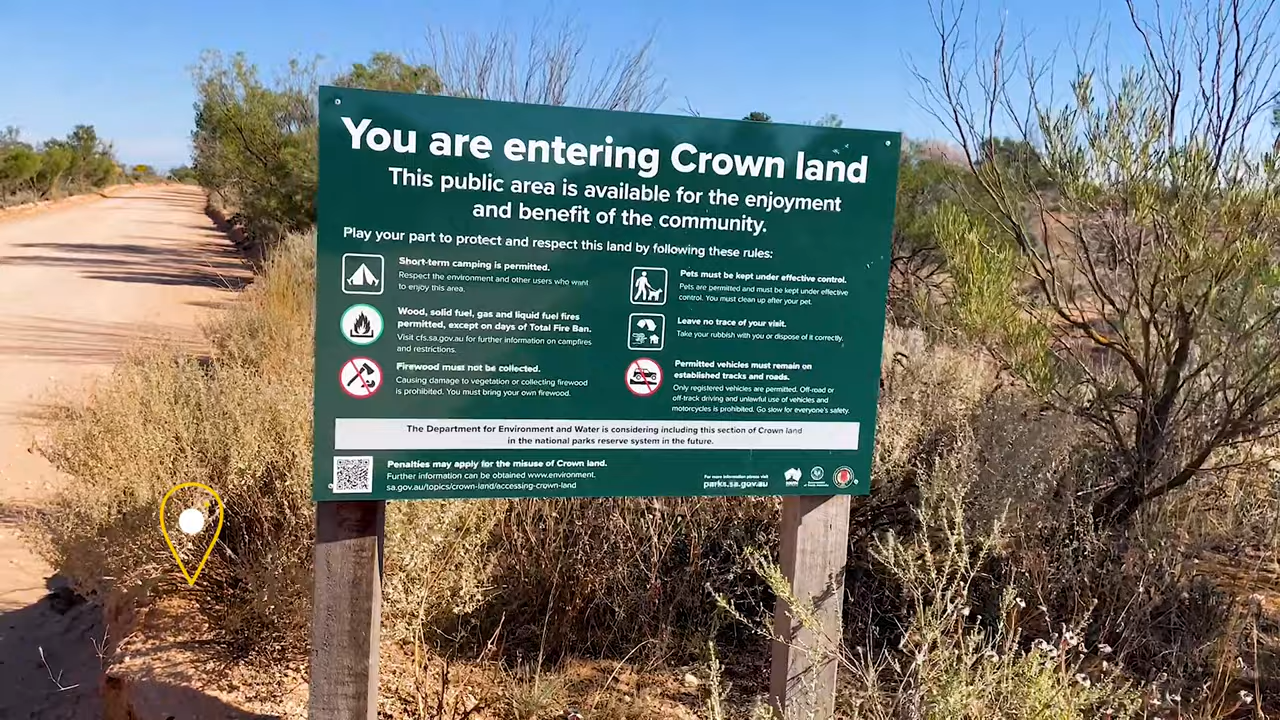 You are entering Crown land
This public area is available for the enjoyment
and benefit of the community.
Play your part to protect and respect this land by following these rules:
Short-term camping is permitted.
Respect the environment and other users who want
to enjoy this area.
Wood, solid fuel, gas and liquid fuel fires
permitted, except on days of Total Fire Ban.
Visit cfs.sa.gov.au for further information on campfires
and restrictions.
Firewood must not be collected.
Causing damage to vegetation or collecting firewood
is prohibited. You must bring your own firewood.
Pets must be kept under effective control.
Pets are permitted and must be kept under effective
control. You must clean up after your pet.
Leave no trace of your visit.
Take your rubbish with you or dispose of it correctly.
Permitted vehicles must remain on
established tracks and roads.
Only registered vehicles are permitted. Off-road or
off-track driving and unlawful use of vehicles and
motorcycles is prohibited. Go slow for everyone's safety.
The Department for Environment and Water is considering including this section of Crown land
in the national parks reserve system in the future.
Penalties may apply for the misuse of Crown land.
Further information can be obtained www.environment.
sa.gov.au/topics/crown-land/accessing-crown-land
For more information please visit
parks.sa.gov.au